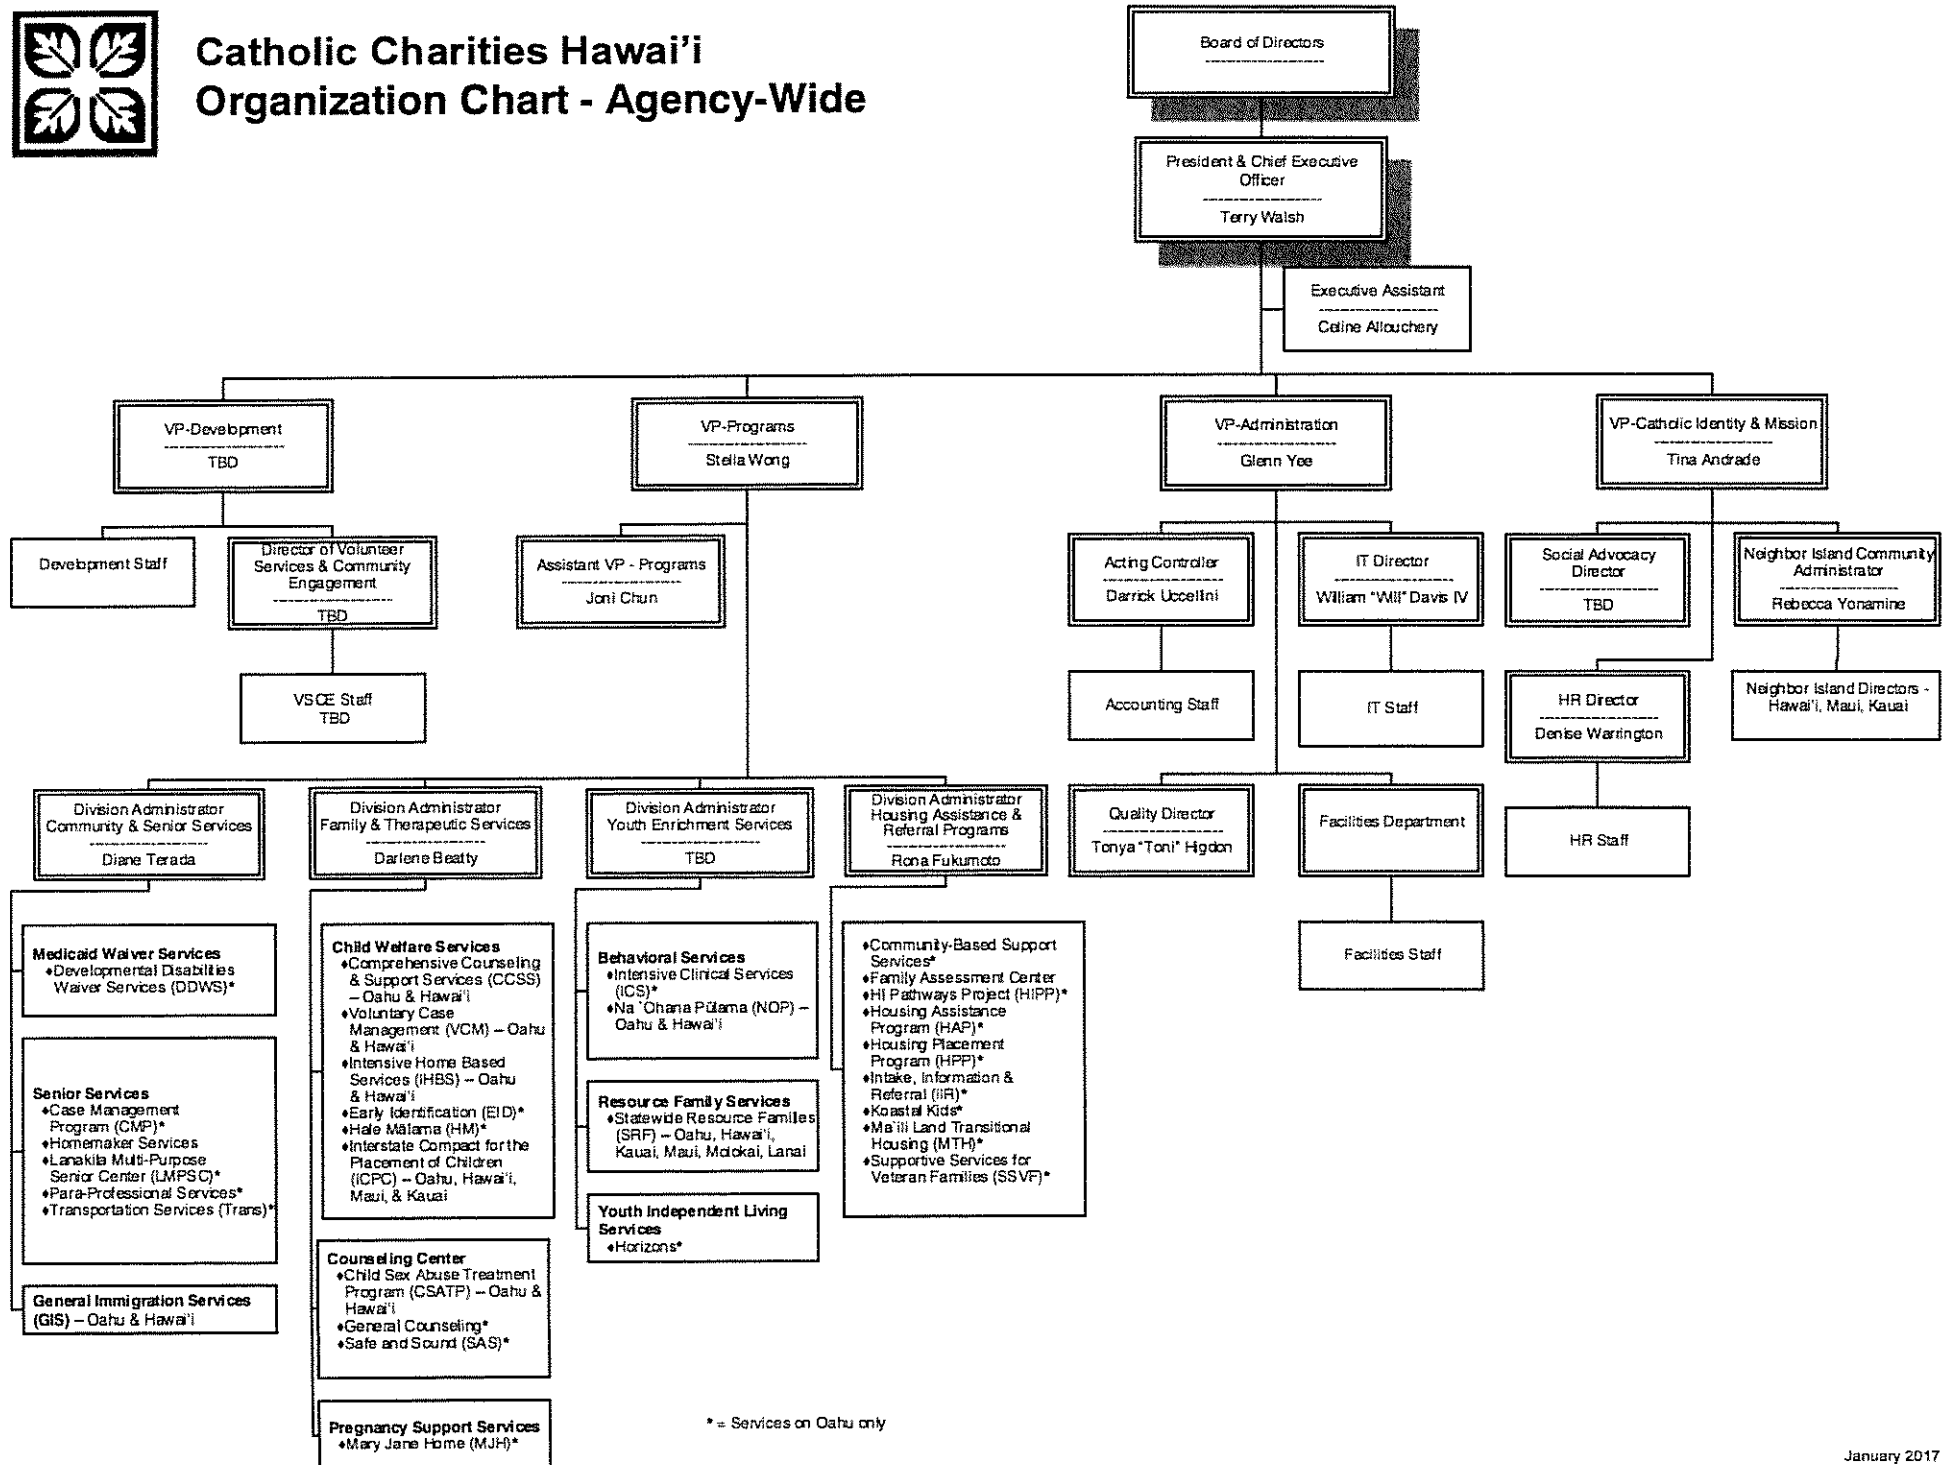 Catholic Charities Hawai'i
Organization Chart - Agency-Wide
Board of Directors
President & Chief Executive
Officer
Terry Walsh
Executive Assistant
Celine Allouchery
VP-Development
TBD
VP-Programs
Stella Wong
VP-Administration
Glenn Yee
VP-Catholic Identity & Mission
Tina Andrade
Development Staff
Director of Volunteer
Services & Community
Engagement
TBD
VSCE Staff
TBD
Assistant VP - Programs
Joni Chun
Acting Controller
Darrick Uccellini
Accounting Staff
IT Director
William "Will" Davis IV
IT Staff
Social Advocacy
Director
TBD
Neighbor Island Community
Administrator
Rebecca Yonamine
HR Director
Denise Warrington
HR Staff
Neighbor Island Directors -
Hawai'i, Maui, Kauai
Quality Director
Tonya "Toni" Higdon
Facilities Department
Facilities Staff
Division Administrator
Community & Senior Services
Diane Terada
Medicaid Waiver Services
♦Developmental Disabilities
Waiver Services (DDWS)*
Senior Services
♦Case Management
Program (CMP)*
♦Homemaker Services
♦Lanakila Multi-Purpose
Senior Center (LMPSC)*
♦Para-Professional Services*
♦Transportation Services (Trans)*
General Immigration Services
(GIS) – Oahu & Hawai'i
Division Administrator
Family & Therapeutic Services
Darlene Beatty
Child Welfare Services
♦Comprehensive Counseling
& Support Services (CCSS)
– Oahu & Hawai'i
♦Voluntary Case
Management (VCM) – Oahu
& Hawai'i
♦Intensive Home Based
Services (IHBS) – Oahu
& Hawai'i
♦Early Identification (EID)*
♦Hale Mālama (HM)*
♦Interstate Compact for the
Placement of Children
(ICPC) – Oahu, Hawai'i,
Maui, & Kauai
Counseling Center
♦Child Sex Abuse Treatment
Program (CSATP) – Oahu &
Hawai'i
♦General Counseling*
♦Safe and Sound (SAS)*
Pregnancy Support Services
♦Mary Jane Home (MJH)*
Division Administrator
Youth Enrichment Services
TBD
Behavioral Services
♦Intensive Clinical Services
(ICS)*
♦Na `Ohana Pūlama (NOP) –
Oahu & Hawai'i
Resource Family Services
♦Statewide Resource Families
(SRF) – Oahu, Hawai'i,
Kauai, Maui, Molokai, Lanai
Youth Independent Living
Services
♦Horizons*
Division Administrator
Housing Assistance &
Referral Programs
Rona Fukumoto
♦Community-Based Support
Services*
♦Family Assessment Center
♦HI Pathways Project (HIPP)*
♦Housing Assistance
Program (HAP)*
♦Housing Placement
Program (HPP)*
♦Intake, Information &
Referral (IIR)*
♦Koastal Kids*
♦Ma`ili Land Transitional
Housing (MTH)*
♦Supportive Services for
Veteran Families (SSVF)*
* = Services on Oahu only
January 2017